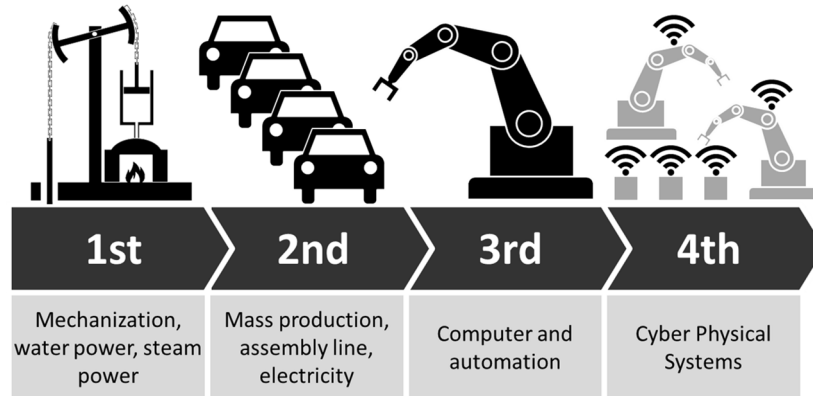 1st
2nd
3rd
4th
Mechanization,
water power, steam
power
Mass production,
assembly line,
electricity
Computer and
automation
Cyber Physical
Systems